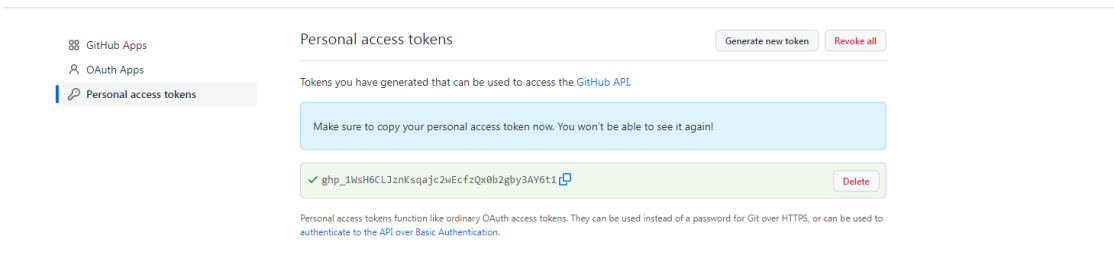 GitHub Apps
OAuth Apps
Personal access tokens
Personal access tokens
Generate new token
Revoke all
Tokens you have generated that can be used to access the GitHub API.
Make sure to copy your personal access token now. You won't be able to see it again!
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
Delete
Personal access tokens function like ordinary OAuth access tokens. They can be used instead of a password for Git over HTTPS, or can be used to
authenticate to the API over Basic Authentication.